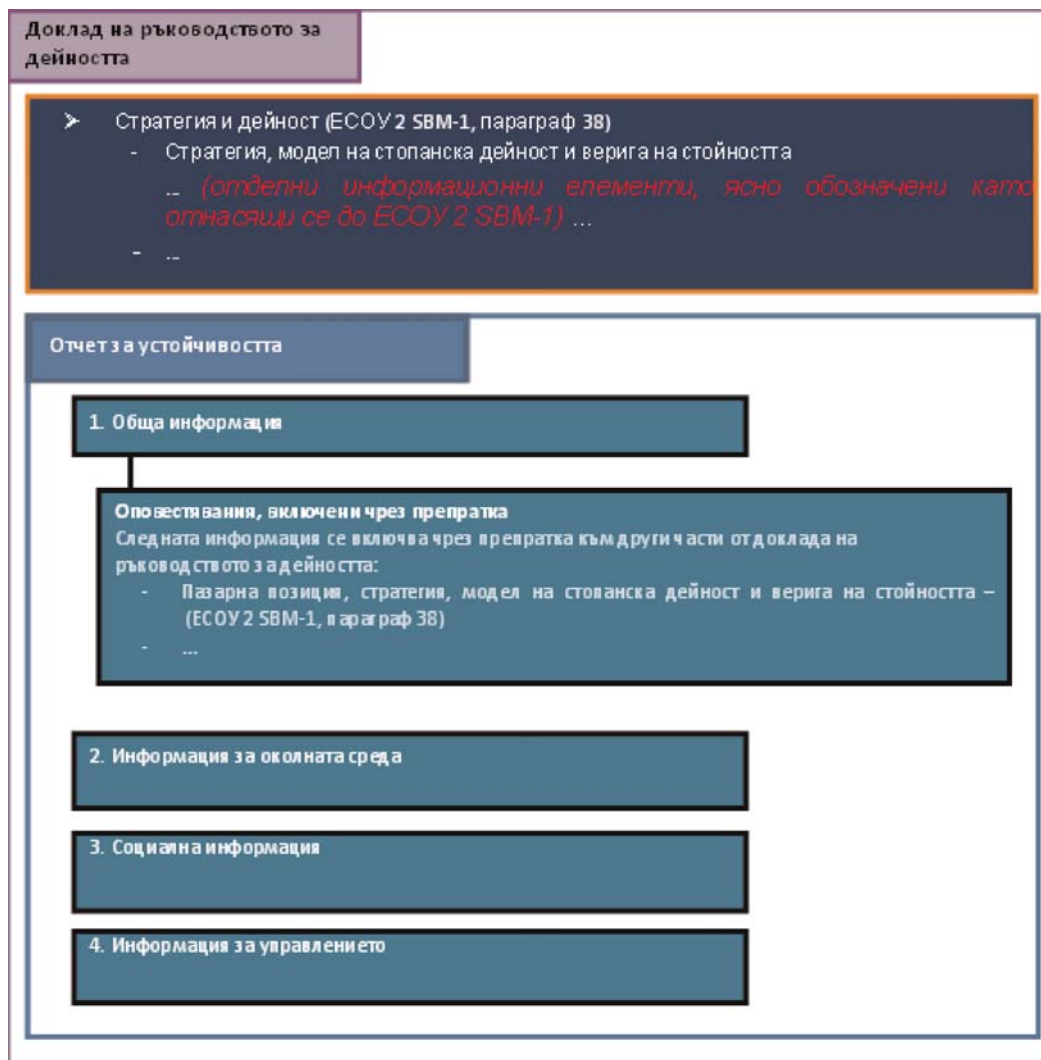 Доклад на ръководството за
дейността
➤ Стратегия и дейност (ЕСОУ 2 SBM-1, параграф 38)
- Стратегия, модел на стопанска дейност и верига на стойността
... (отделни информационни елементи, ясно обозначени като
отнасящи се до ЕСОУ 2 SBM-1) ...
- ...
Отчет за устойчивостта
1. Обща информация
Оповестявания, включени чрез препратка
Следната информация се включва чрез препратка към други части от доклада на
ръководството за дейността:
- Пазарна позиция, стратегия, модел на стопанска дейност и верига на стойността –
(ЕСОУ 2 SBM-1, параграф 38)
- ...
2. Информация за околната среда
3. Социална информация
4. Информация за управлението